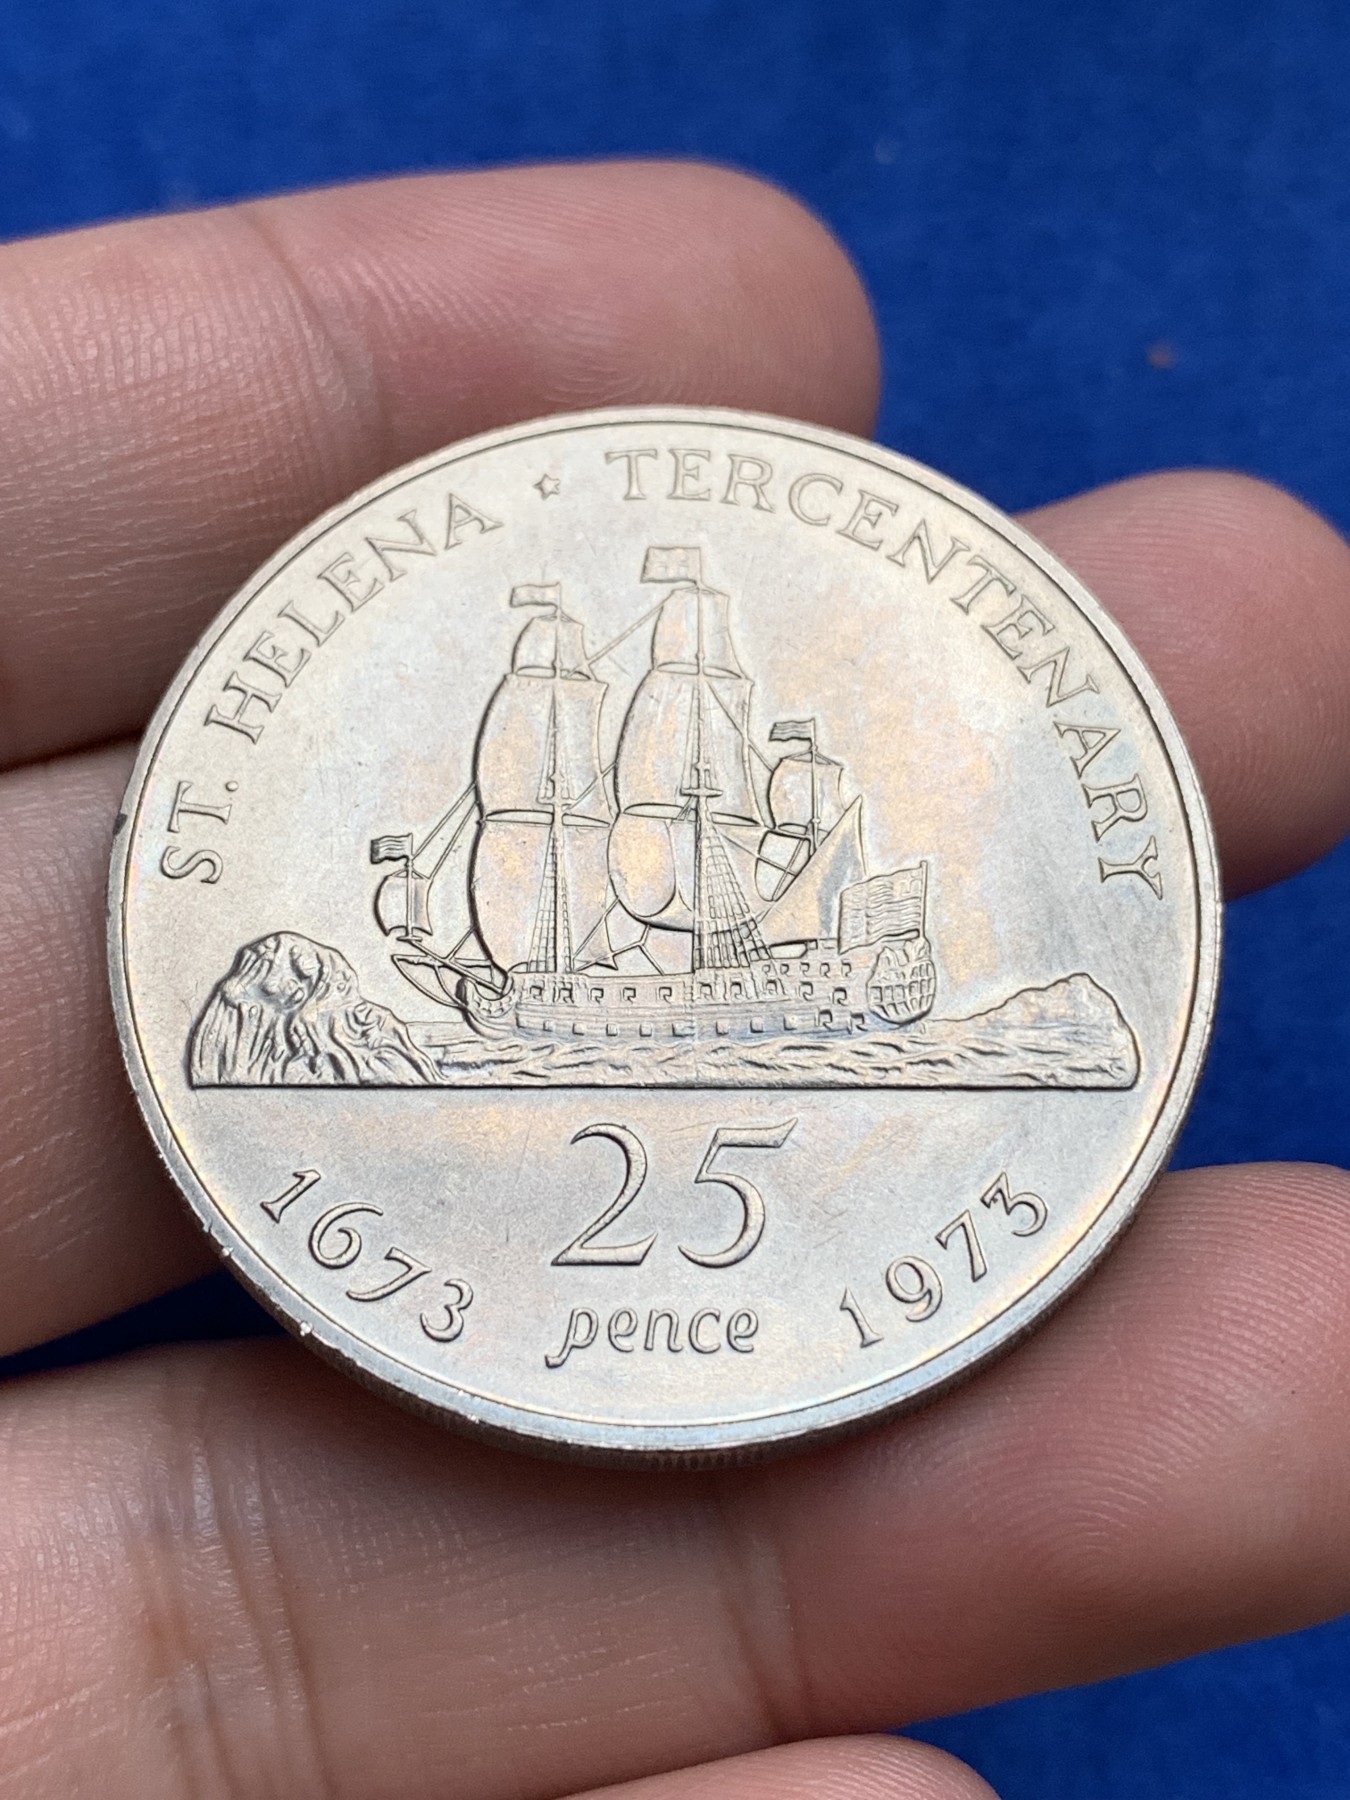 ST. HELENA ☆ TERCENTENARY
25
pence
1673 1973